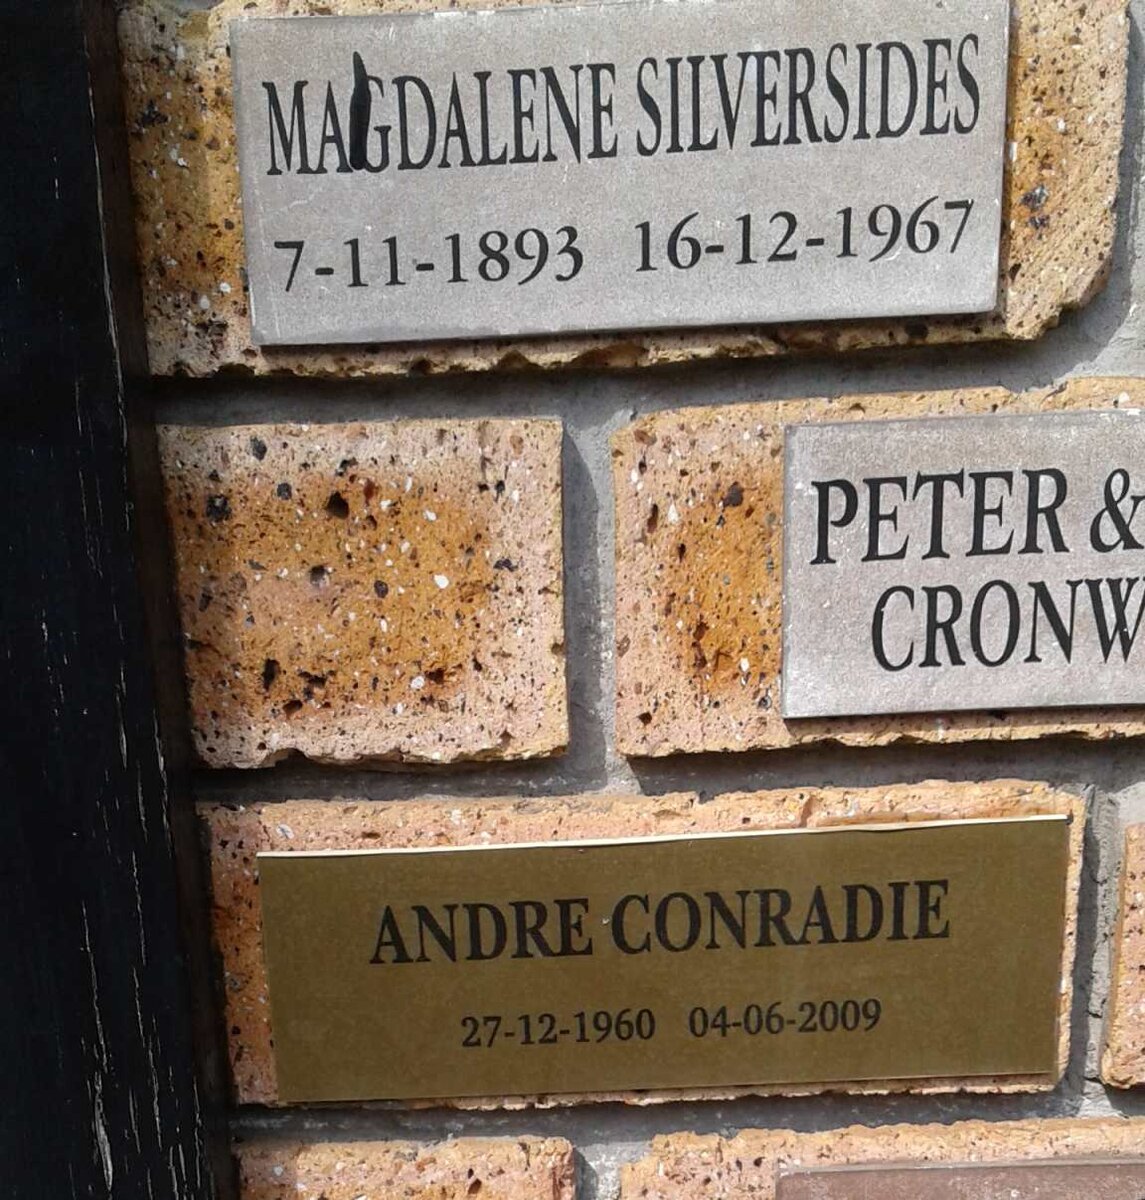 MAGDALENE SILVERSIDES
7-11-1893 16-12-1967
PETER &
CRONW
ANDRE CONRADIE
27-12-1960 04-06-2009